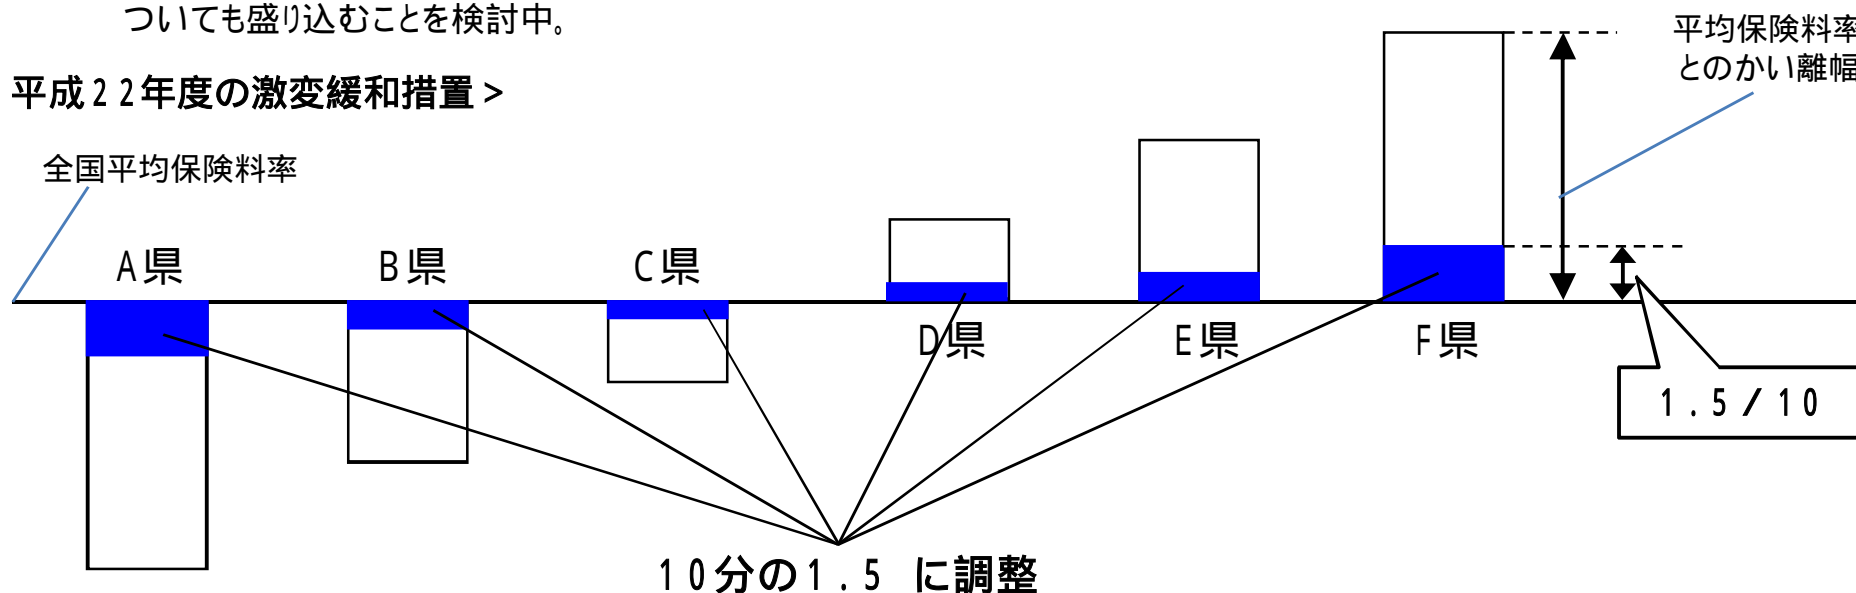 ついても盛り込むことを検討中。
平均保険料率
とのかい離幅
平成22年度の激変緩和措置>
全国平均保険料率
A県
B県
C県
D県
E県
F県
1.5/10
10分の1.5 に調整